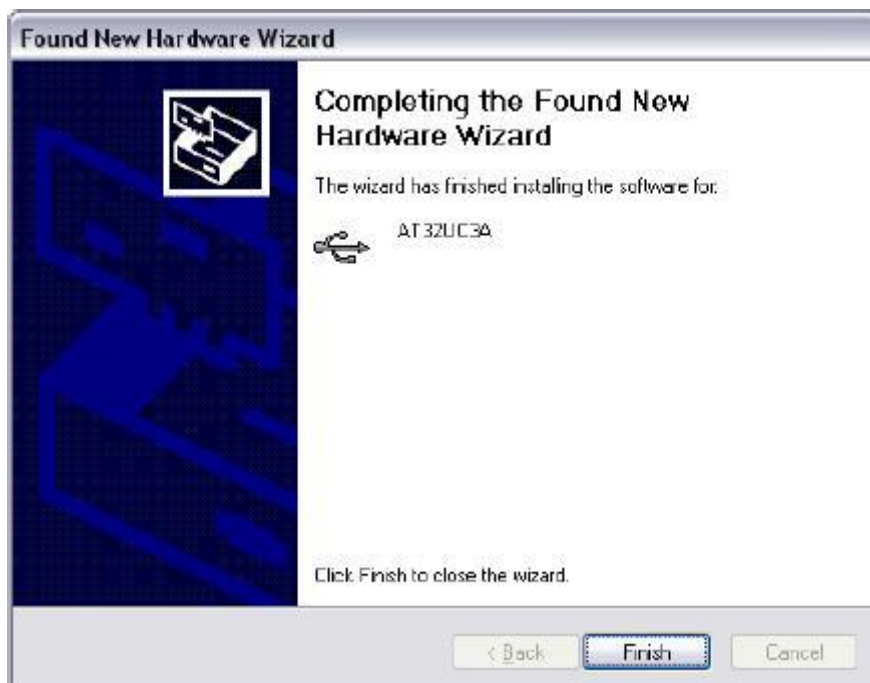 Found New Hardware Wizard
Completing the Found New
Hardware Wizard
The wizard has finished installing the software for:
AT32UC3A
Click Finish to close the wizard.
< Back
Finish
Cancel